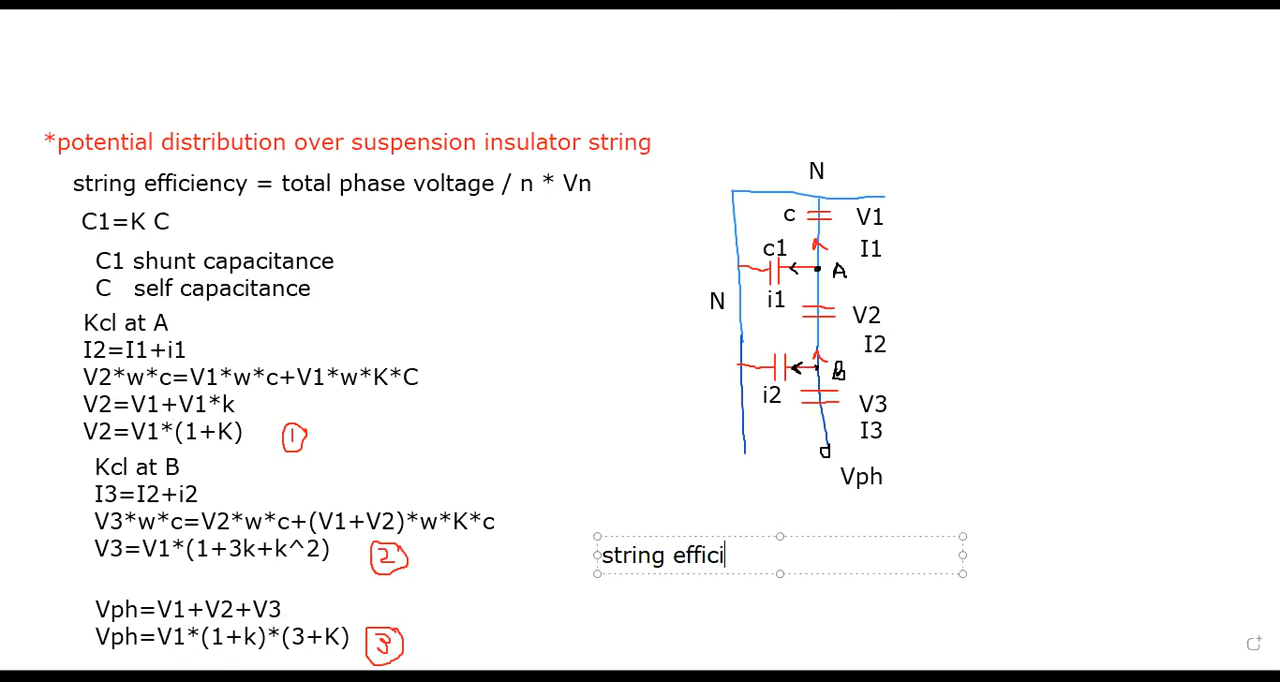 *potential distribution over suspension insulator string
string efficiency = total phase voltage / n * Vn
C1=K C
C1 shunt capacitance
C self capacitance
Kcl at A
I2=I1+i1
V2*w*c=V1*w*c+V1*w*K*C
V2=V1+V1*k
V2=V1*(1+K) 1
Kcl at B
I3=I2+i2
V3*w*c=V2*w*c+(V1+V2)*w*K*c
V3=V1*(1+3k+k^2) 2
Vph=V1+V2+V3
Vph=V1*(1+k)*(3+K) 3
N
c V1
c1 I1
A
N i1
V2
I2
B
i2 V3
I3
Vph
string effici